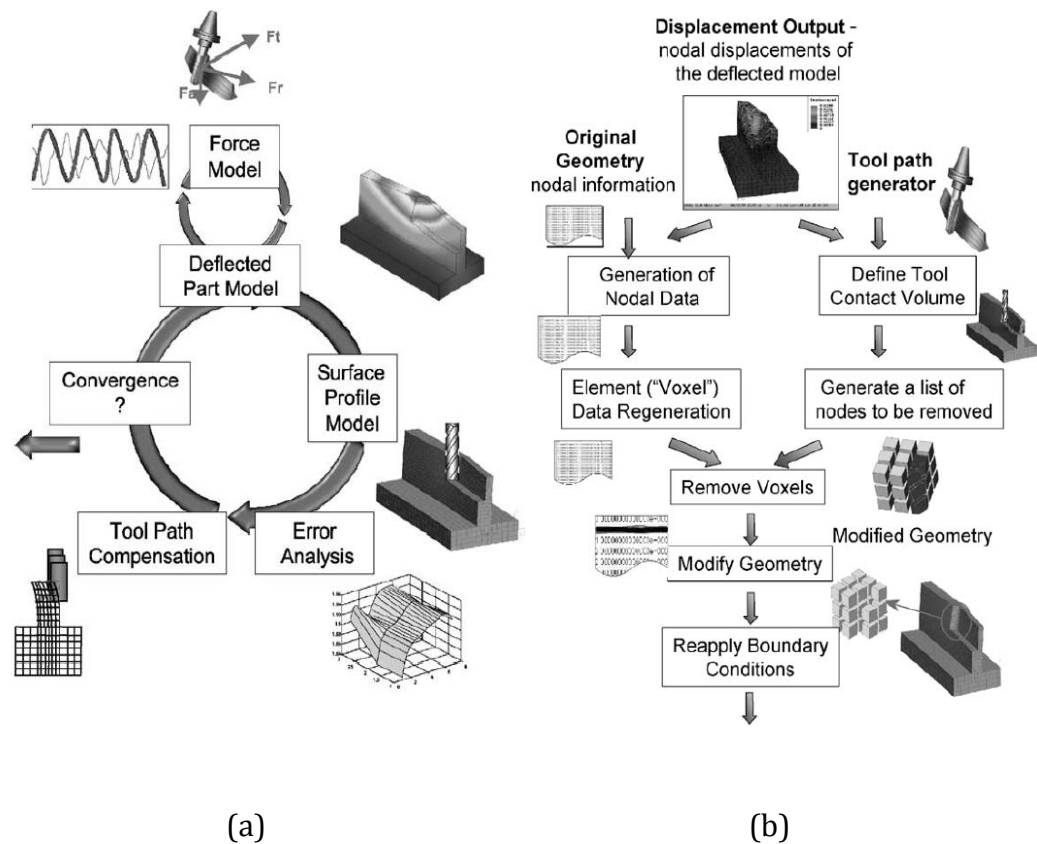 Ft
Fr
Force
Model
Deflected
Part Model
Convergence
?
Surface
Profile
Model
Tool Path
Compensation
Error
Analysis
(a)
Displacement Output -
nodal displacements of
the deflected model
Original
Geometry
nodal information
Tool path
generator
Generation of
Nodal Data
Define Tool
Contact Volume
Element ("Voxel")
Data Regeneration
Generate a list of
nodes to be removed
Remove Voxels
Modified Geometry
Modify Geometry
Reapply Boundary
Conditions
(b)